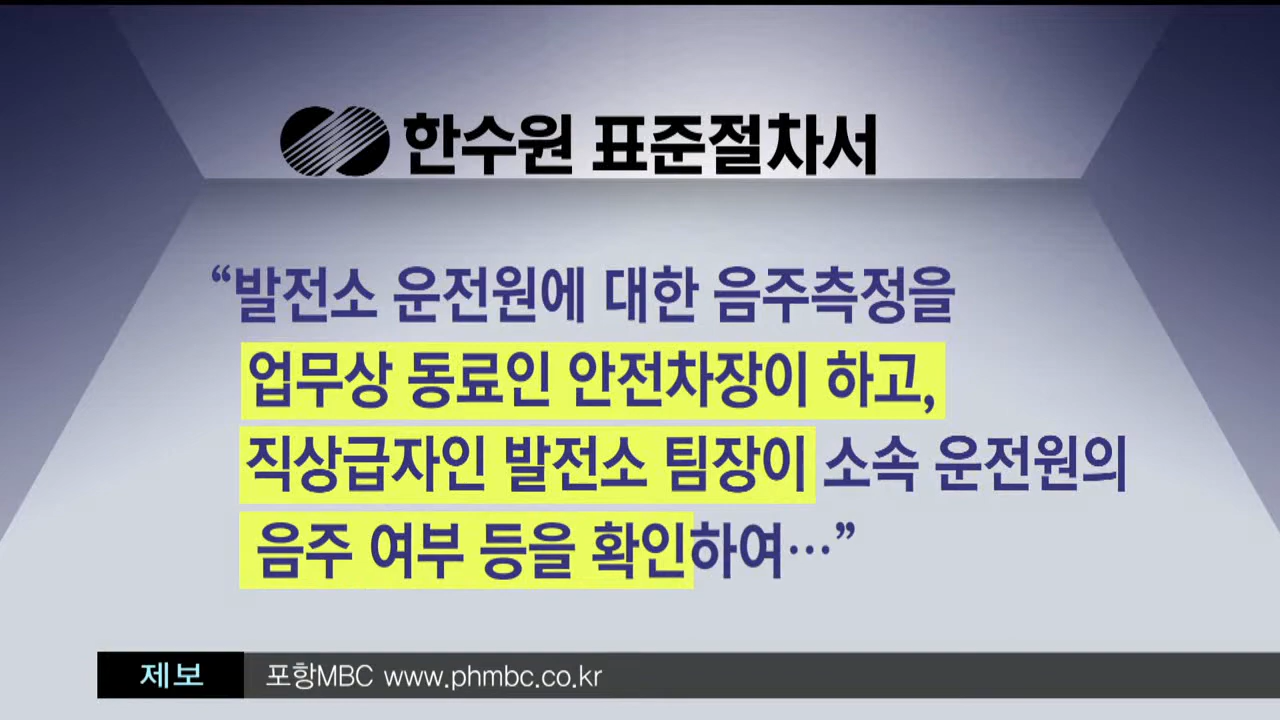 한수원 표준절차서
“발전소 운전원에 대한 음주측정을
업무상 동료인 안전차장이 하고,
직상급자인 발전소 팀장이 소속 운전원의
음주 여부 등을 확인하여…”
제보 포항MBC www.phmbc.co.kr